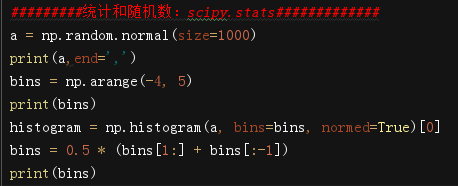 #########统计和随机数：scipy.stats#############
a = np.random.normal(size=1000)
print(a,end=',')
bins = np.arange(-4, 5)
print(bins)
histogram = np.histogram(a, bins=bins, normed=True)[0]
bins = 0.5 * (bins[1:] + bins[:-1])
print(bins)